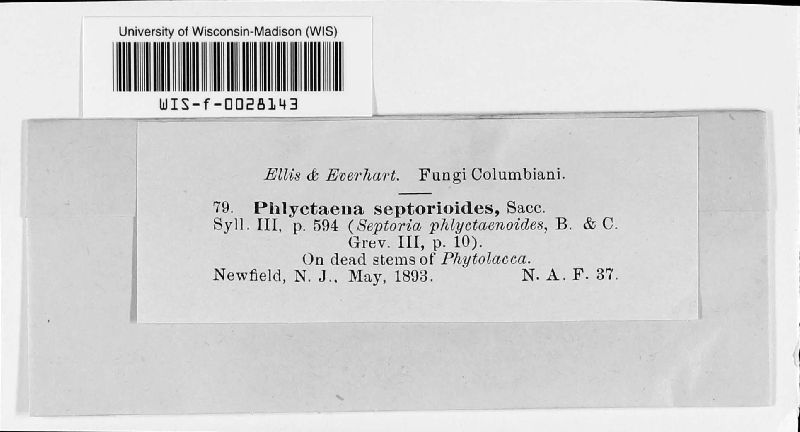 University of Wisconsin-Madison (WIS)
WIS-f-0028143
Ellis & Everhart. Fungi Columbiani.
79. Phlyctaena septorioides, Sacc.
Syll. III, p. 594 (Septoria phlyctaenoides, B. & C.
Grev. III, p. 10).
On dead stems of Phytolacca.
Newfield, N. J., May, 1893. N. A. F. 37.